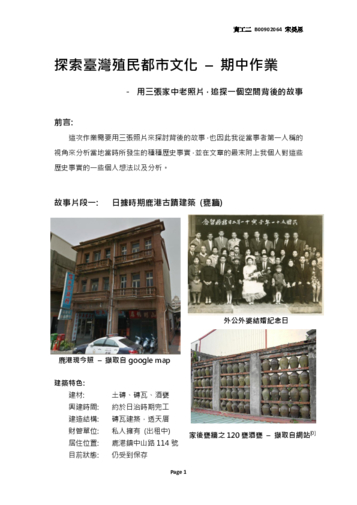 資工二 B00902064 宋昊恩
探索臺灣殖民都市文化 – 期中作業
- 用三張家中老照片，追探一個空間背後的故事
前言:
這次作業需要用三張照片來探討背後的故事，也因此我從當事者第一人稱的
視角來分析當地當時所發生的種種歷史事實，並在文章的最末附上我個人對這些
歷史事實的一些個人想法以及分析。
故事片段一: 日據時期鹿港古蹟建築 (甕牆)
外公外婆結婚記念日
鹿港現今照 – 擷取自 google map
建築特色:
建材: 土磚、磚瓦、酒甕
興建時間: 約於日治時期完工
建造結構: 磚瓦建築，透天厝
財管單位: 私人擁有 (出租中)
居住位置: 鹿港鎮中山路 114 號
目前狀態: 仍受到保存
家後甕牆之 120 甕酒甕 – 擷取自網站[1]
Page 1